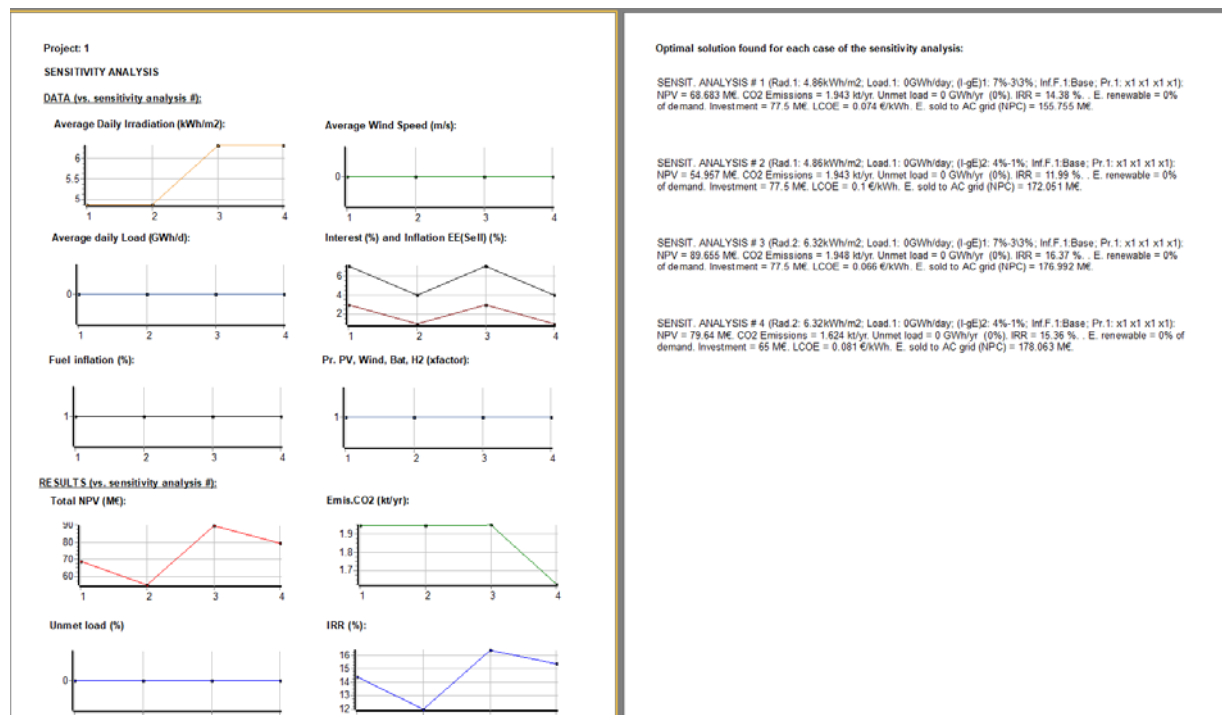 Project: 1
SENSITIVITY ANALYSIS
DATA (vs. sensitivity analysis #):
Average Daily Irradiation (kWh/m2):
6
5.5
5
1 2 3 4
Average Wind Speed (m/s):
0
1 2 3 4
Average daily Load (GWh/d):
0
1 2 3 4
Interest (%) and Inflation EE(Sell) (%):
6
4
2
1 2 3 4
Fuel inflation (%):
1
1 2 3 4
Pr. PV, Wind, Bat, H2 (xfactor):
1
1 2 3 4
RESULTS (vs. sensitivity analysis #):
Total NPV (M€):
90
80
70
60
1 2 3 4
Emis.CO2 (kt/yr):
1.9
1.8
1.7
1 2 3 4
Unmet load (%)
0
IRR (%):
16
15
14
13
12
Optimal solution found for each case of the sensitivity analysis:
SENSIT. ANALYSIS # 1 (Rad.1: 4.86kWh/m2; Load.1: 0GWh/day; (I-gE)1: 7%-3\3%; Inf.F.1:Base; Pr.1: x1 x1 x1 x1):
NPV = 68.683 M€. CO2 Emissions = 1.943 kt/yr. Unmet load = 0 GWh/yr (0%). IRR = 14.38 %. . E. renewable = 0%
of demand. Investment = 77.5 M€. LCOE = 0.074 €/kWh. E. sold to AC grid (NPC) = 155.755 M€.
SENSIT. ANALYSIS # 2 (Rad.1: 4.86kWh/m2; Load.1: 0GWh/day; (I-gE)2: 4%-1%; Inf.F.1:Base; Pr.1: x1 x1 x1 x1):
NPV = 54.957 M€. CO2 Emissions = 1.943 kt/yr. Unmet load = 0 GWh/yr (0%). IRR = 11.99 %. . E. renewable = 0%
of demand. Investment = 77.5 M€. LCOE = 0.1 €/kWh. E. sold to AC grid (NPC) = 172.051 M€.
SENSIT. ANALYSIS # 3 (Rad.2: 6.32kWh/m2; Load.1: 0GWh/day; (I-gE)1: 7%-3\3%; Inf.F.1:Base; Pr.1: x1 x1 x1 x1):
NPV = 89.655 M€. CO2 Emissions = 1.948 kt/yr. Unmet load = 0 GWh/yr (0%). IRR = 16.37 %. . E. renewable = 0%
of demand. Investment = 77.5 M€. LCOE = 0.066 €/kWh. E. sold to AC grid (NPC) = 176.992 M€.
SENSIT. ANALYSIS # 4 (Rad.2: 6.32kWh/m2; Load.1: 0GWh/day; (I-gE)2: 4%-1%; Inf.F.1:Base; Pr.1: x1 x1 x1 x1):
NPV = 79.64 M€. CO2 Emissions = 1.624 kt/yr. Unmet load = 0 GWh/yr (0%). IRR = 15.36 %. . E. renewable = 0% of
demand. Investment = 65 M€. LCOE = 0.081 €/kWh. E. sold to AC grid (NPC) = 178.063 M€.